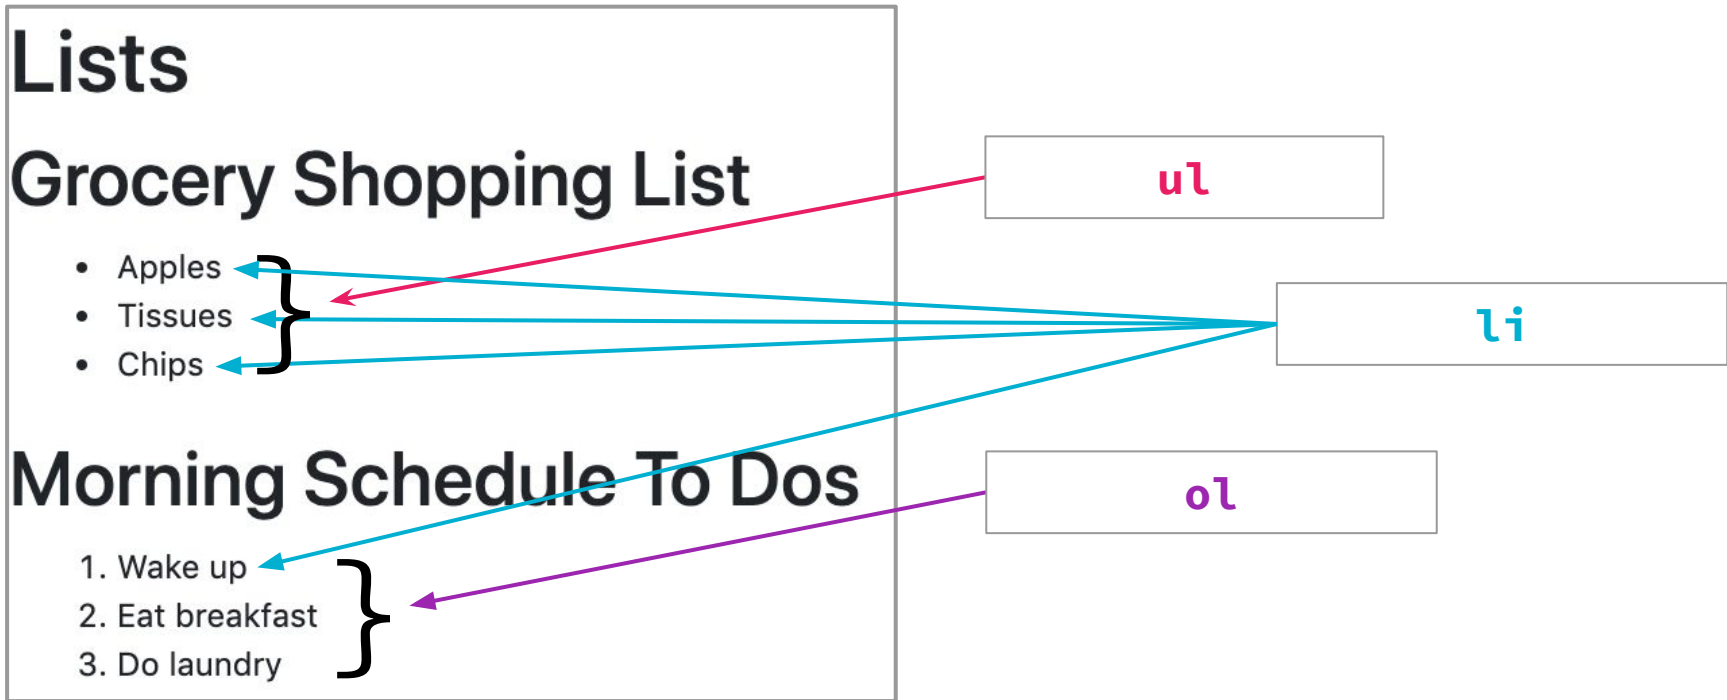 Lists
Grocery Shopping List
• Apples
• Tissues
• Chips
Morning Schedule To Dos
1. Wake up
2. Eat breakfast
3. Do laundry
ul
li
ol